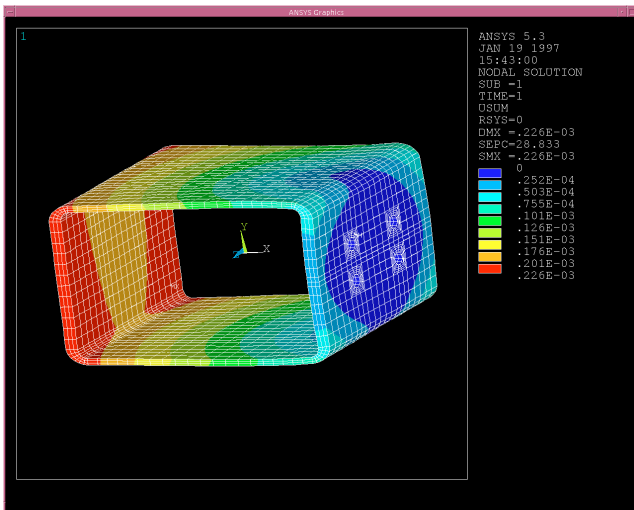 ANSYS Graphics
1
ANSYS 5.3
JAN 19 1997
15:43:00
NODAL SOLUTION
SUB =1
TIME=1
USUM
RSYS=0
DMX =.226E-03
SEPC=28.833
SMX =.226E-03
0
.252E-04
.503E-04
.755E-04
.101E-03
.126E-03
.151E-03
.176E-03
.201E-03
.226E-03
Y
X
Z